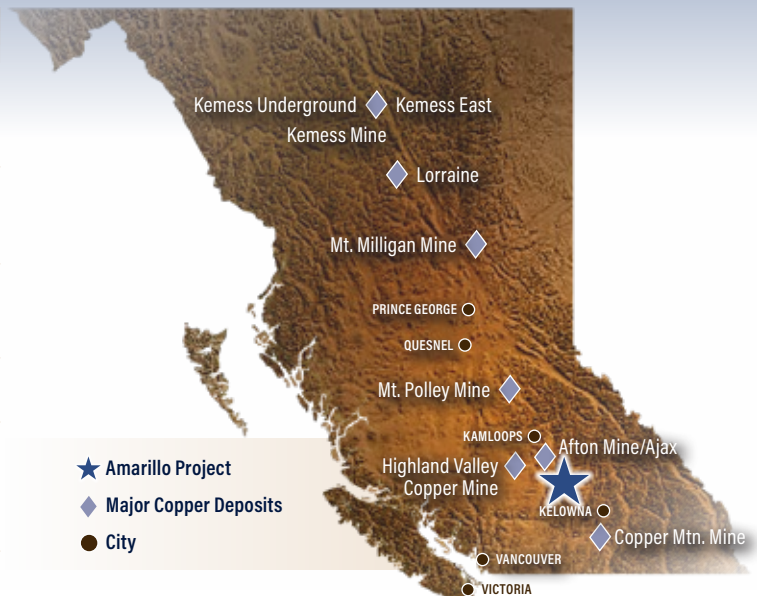 Kemess Underground
Kemess East
Kemess Mine
Lorraine
Mt. Milligan Mine
PRINCE GEORGE
QUESNEL
Mt. Polley Mine
KAMLOOPS
Afton Mine/Ajax
Highland Valley
Copper Mine
KELOWNA
Copper Mtn. Mine
VANCOUVER
VICTORIA
Amarillo Project
Major Copper Deposits
City